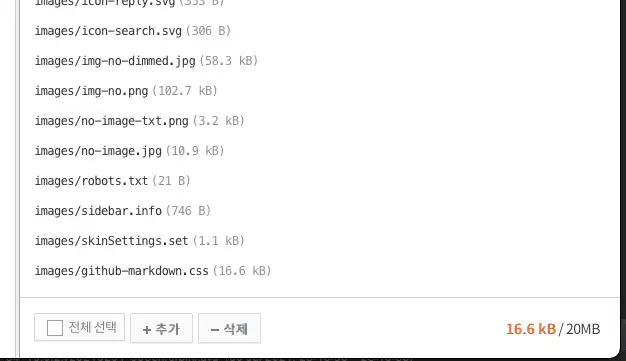 images/icon-reply.svg (353 B)
images/icon-search.svg (306 B)
images/img-no-dimmed.jpg (58.3 kB)
images/img-no.png (102.7 kB)
images/no-image-txt.png (3.2 kB)
images/no-image.jpg (10.9 kB)
images/robots.txt (21 B)
images/sidebar.info (746 B)
images/skinSettings.set (1.1 kB)
images/github-markdown.css (16.6 kB)
전체 선택 + 추가 − 삭제 16.6 kB / 20MB